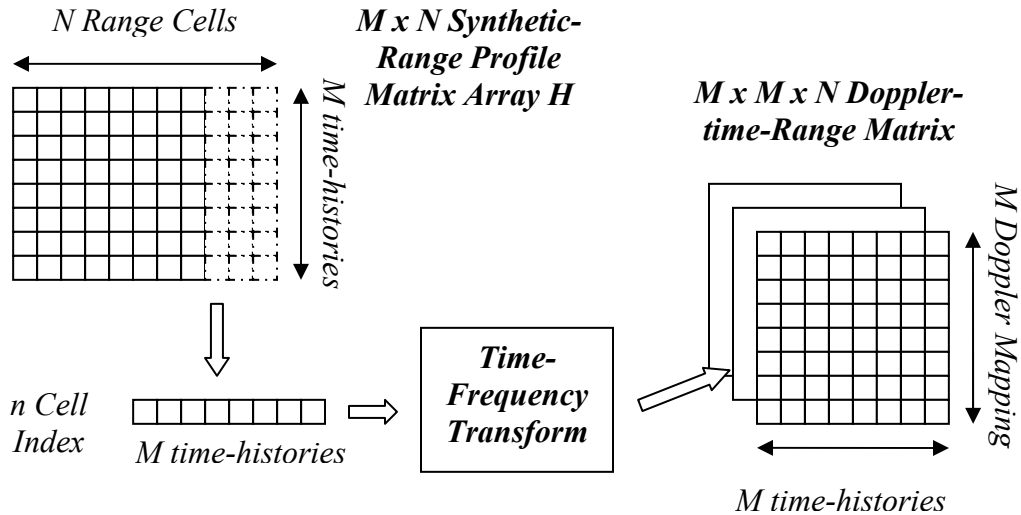 N Range Cells
M x N Synthetic-
Range Profile
Matrix Array H
M time-histories
M x M x N Doppler-
time-Range Matrix
M Doppler Mapping
n Cell
Index
M time-histories
Time-
Frequency
Transform
M time-histories